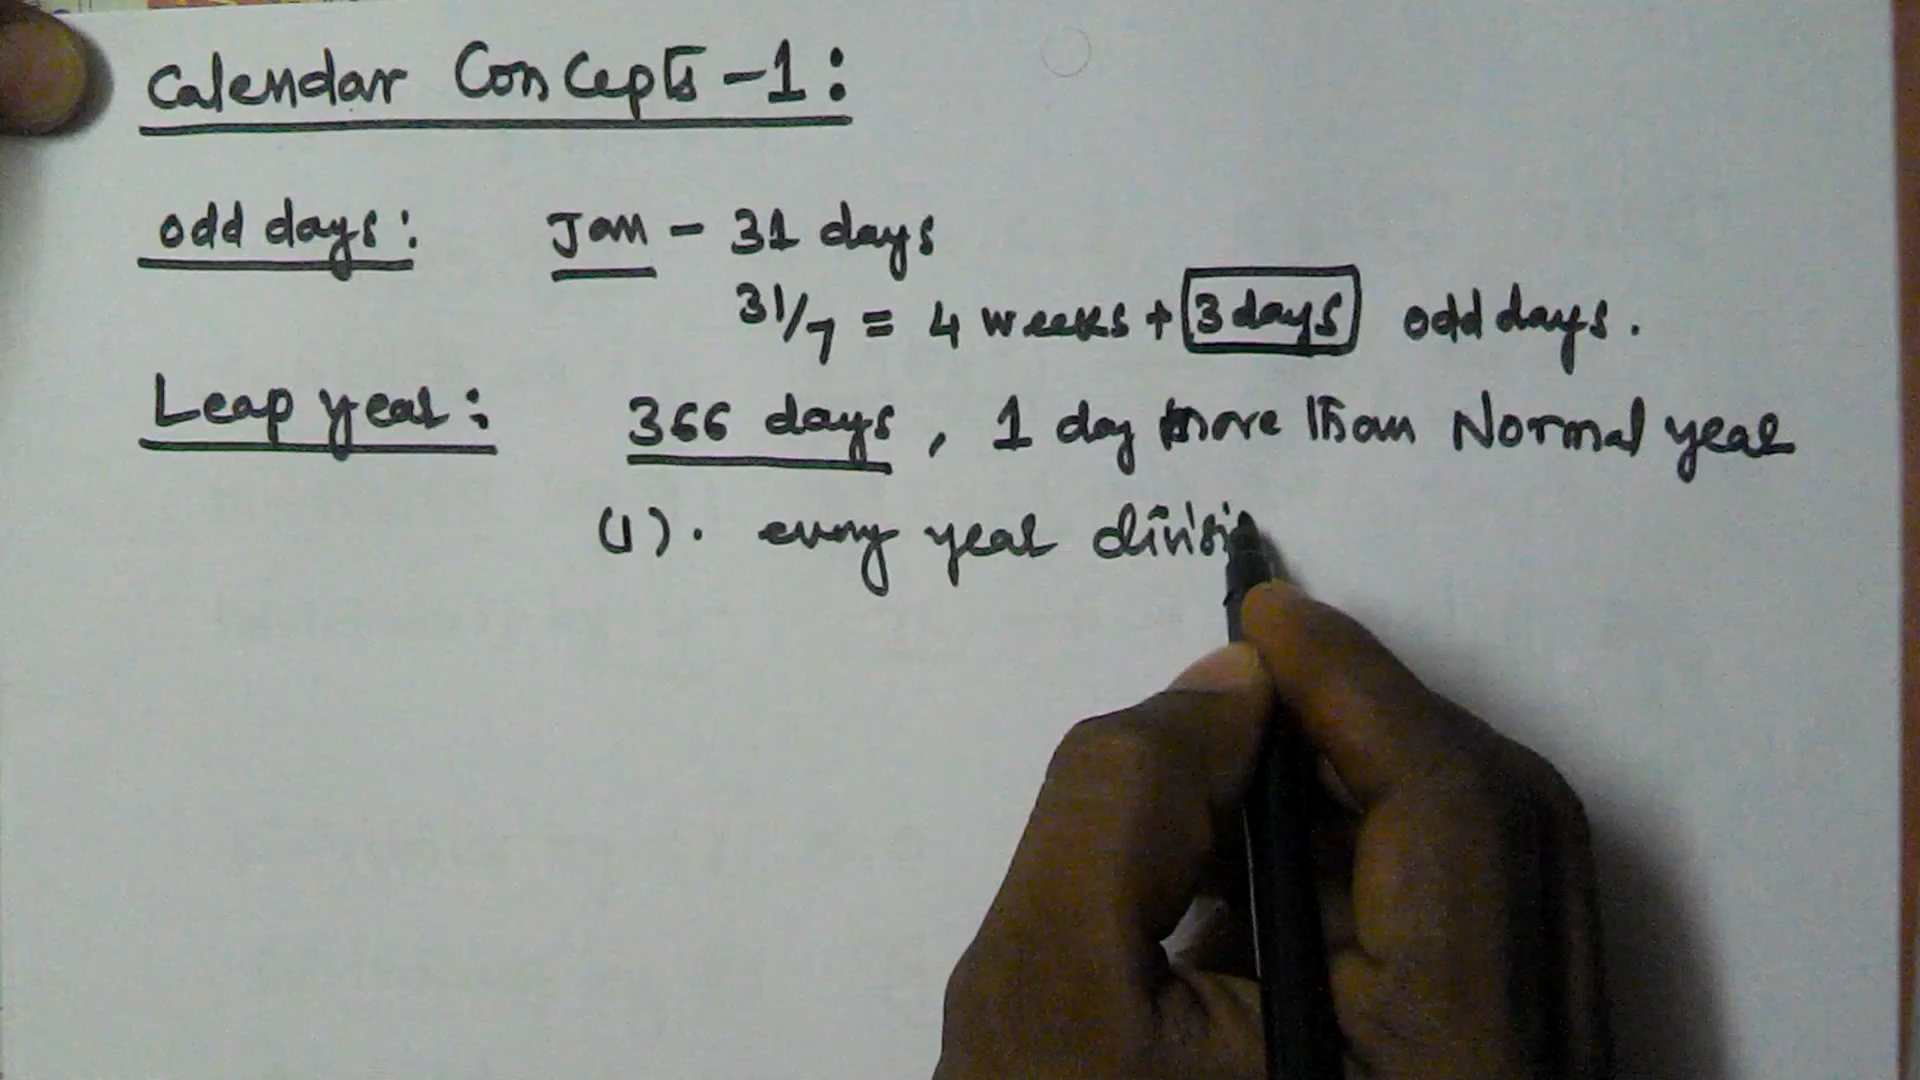 Calendar Concepts -1:
odd days: Jan - 31 days
31/7 = 4 weeks + 3 days odd days.
Leap year: 366 days, 1 day more than Normal year
(1). every year divisi